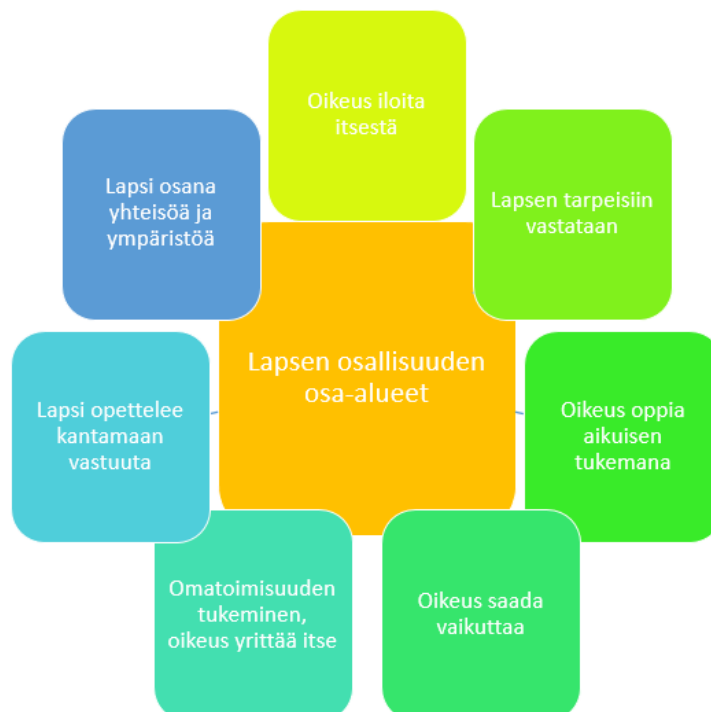 Oikeus iloita
itsestä
Lapsen tarpeisiin
vastataan
Oikeus oppia
aikuisen
tukemana
Oikeus saada
vaikuttaa
Omatoimisuuden
tukeminen,
oikeus yrittää itse
Lapsi opettelee
kantamaan
vastuuta
Lapsi osana
yhteisöä ja
ympäristöä
Lapsen osallisuuden
osa-alueet